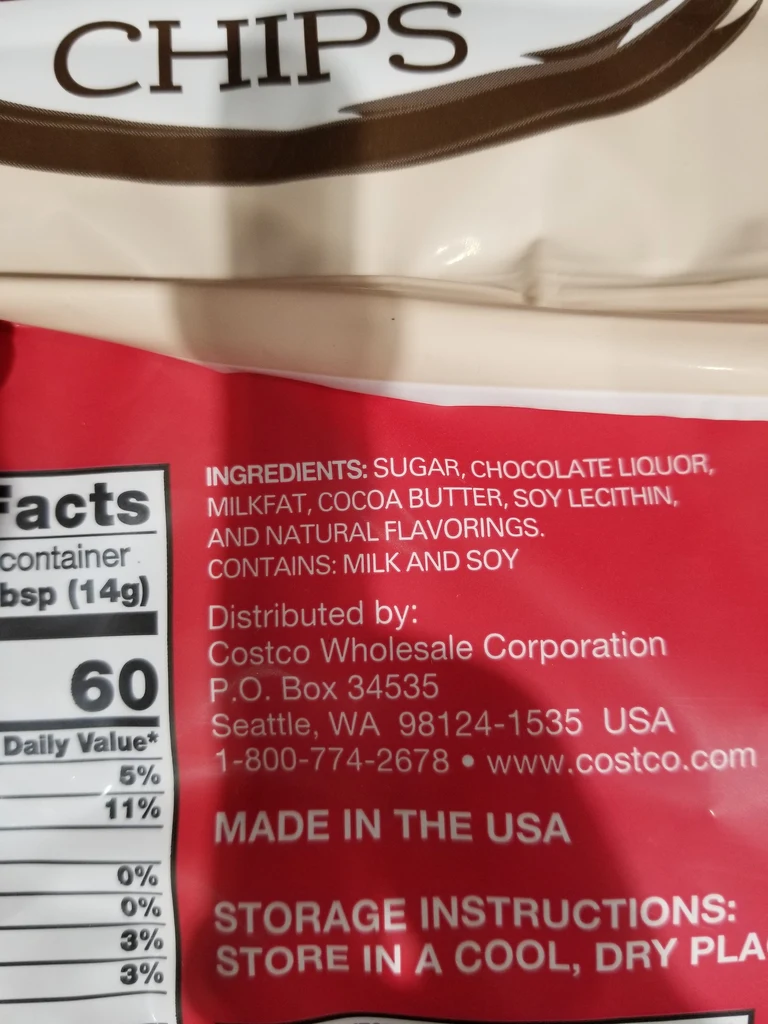 CHIPS
Facts
container
bsp (14g)
60
Daily Value*
5%
11%
0%
0%
3%
3%
INGREDIENTS: SUGAR, CHOCOLATE LIQUOR,
MILKFAT, COCOA BUTTER, SOY LECITHIN,
AND NATURAL FLAVORINGS.
CONTAINS: MILK AND SOY
Distributed by:
Costco Wholesale Corporation
P.O. Box 34535
Seattle, WA 98124-1535 USA
1-800-774-2678 • www.costco.com
MADE IN THE USA
STORAGE INSTRUCTIONS:
STORE IN A COOL, DRY PLA